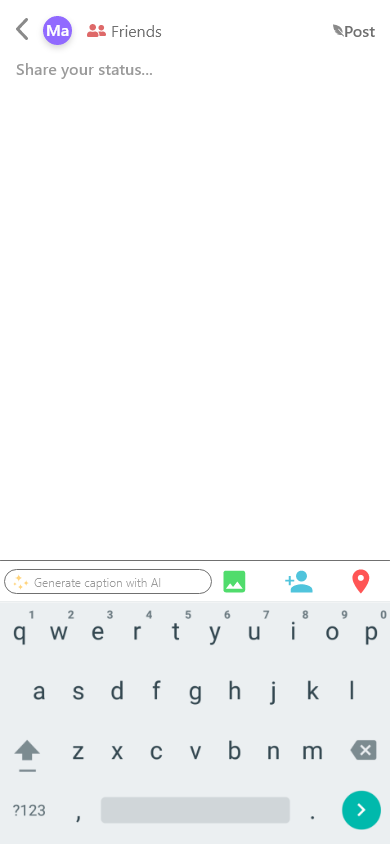 Ma Friends Post
Share your status...
Generate caption with AI
1 2 3 4 5 6 7 8 9 0
q w e r t y u i o p
a s d f g h j k l
z x c v b n m
?123 , .